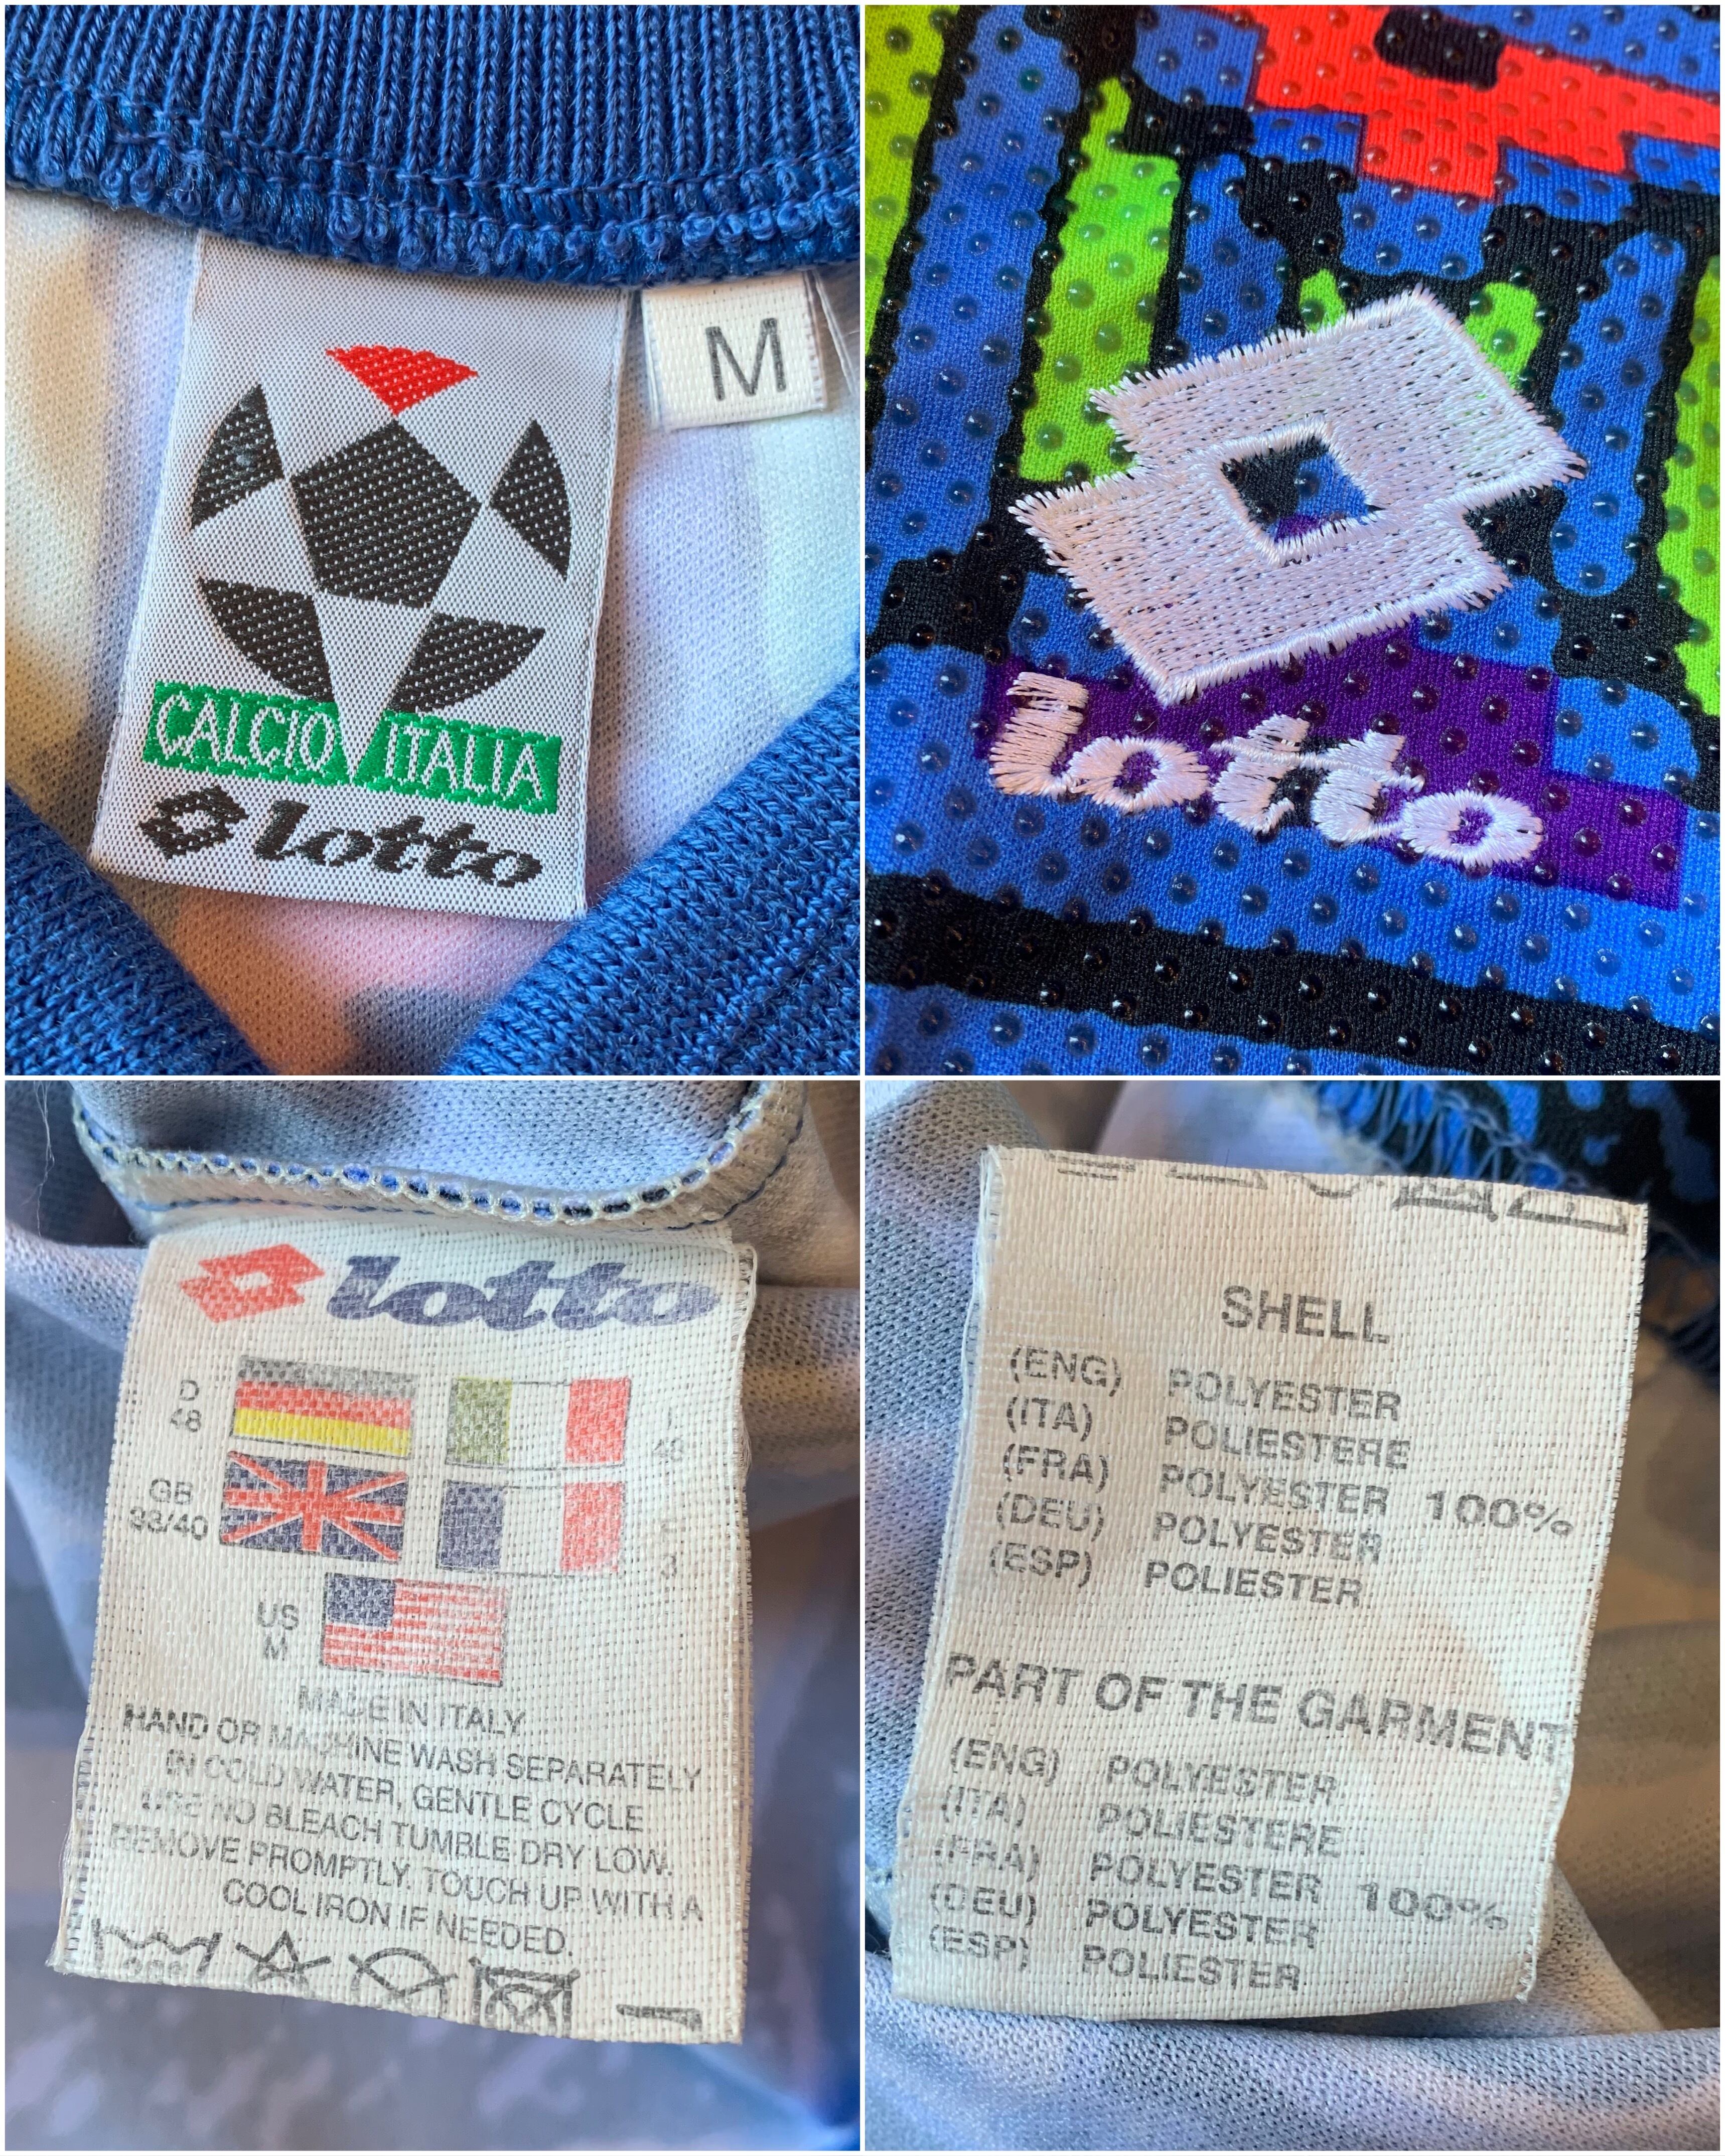 M
CALCIO ITALIA
lotto
lotto
lotto
D
48
I
48
GB
38/40
F
3
US
M
MADE IN ITALY
HAND OR MACHINE WASH SEPARATELY
IN COLD WATER, GENTLE CYCLE
USE NO BLEACH TUMBLE DRY LOW.
REMOVE PROMPTLY. TOUCH UP WITH A
COOL IRON IF NEEDED.
SHELL
(ENG) POLYESTER
(ITA) POLIESTERE
(FRA) POLYESTER 100%
(DEU) POLYESTER
(ESP) POLIESTER
PART OF THE GARMENT
(ENG) POLYESTER
(ITA) POLIESTERE
(FRA) POLYESTER 100%
(DEU) POLYESTER
(ESP) POLIESTER